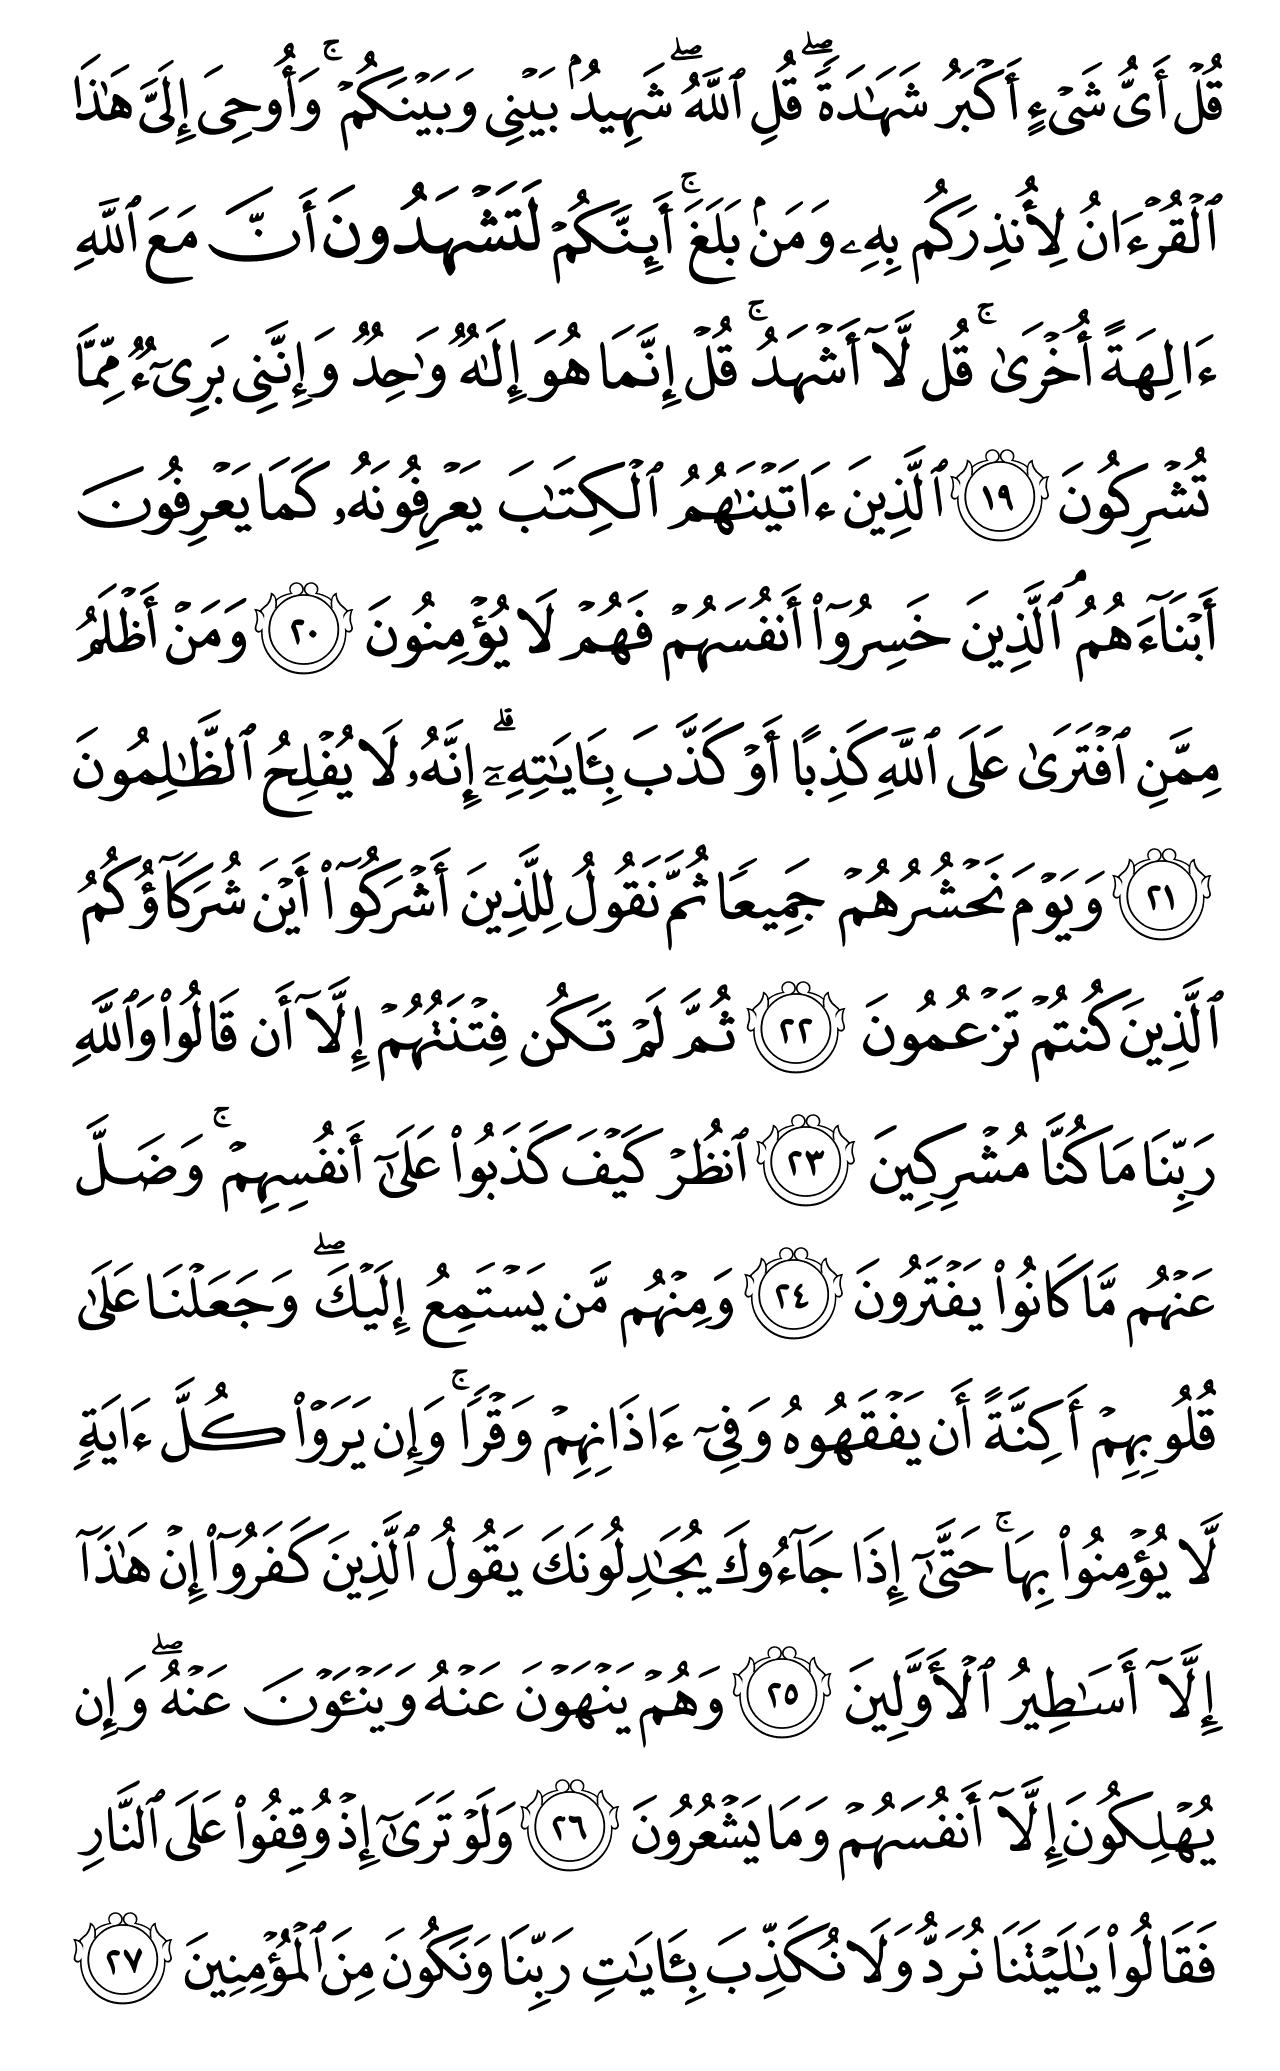 قُلۡ أَيُّ شَيۡءٍ أَكۡبَرُ شَهَٰدَةٗۖ قُلِ ٱللَّهُۖ شَهِيدُۢ بَيۡنِي وَبَيۡنَكُمۡۚ وَأُوحِيَ إِلَيَّ هَٰذَا
ٱلۡقُرۡءَانُ لِأُنذِرَكُم بِهِۦ وَمَنۢ بَلَغَۚ أَئِنَّكُمۡ لَتَشۡهَدُونَ أَنَّ مَعَ ٱللَّهِ
ءَالِهَةً أُخۡرَىٰۚ قُل لَّآ أَشۡهَدُۚ قُلۡ إِنَّمَا هُوَ إِلَٰهٞ وَٰحِدٞ وَإِنَّنِي بَرِيٓءٞ مِّمَّا
تُشۡرِكُونَ ١٩ ٱلَّذِينَ ءَاتَيۡنَٰهُمُ ٱلۡكِتَٰبَ يَعۡرِفُونَهُۥ كَمَا يَعۡرِفُونَ
أَبۡنَآءَهُمُۘ ٱلَّذِينَ خَسِرُوٓاْ أَنفُسَهُمۡ فَهُمۡ لَا يُؤۡمِنُونَ ٢٠ وَمَنۡ أَظۡلَمُ
مِمَّنِ ٱفۡتَرَىٰ عَلَى ٱللَّهِ كَذِبًا أَوۡ كَذَّبَ بِـَٔايَٰتِهِۦٓۗ إِنَّهُۥ لَا يُفۡلِحُ ٱلظَّٰلِمُونَ
٢١ وَيَوۡمَ نَحۡشُرُهُمۡ جَمِيعٗا ثُمَّ نَقُولُ لِلَّذِينَ أَشۡرَكُوٓاْ أَيۡنَ شُرَكَآؤُكُمُ
ٱلَّذِينَ كُنتُمۡ تَزۡعُمُونَ ٢٢ ثُمَّ لَمۡ تَكُن فِتۡنَتُهُمۡ إِلَّآ أَن قَالُواْ وَٱللَّهِ
رَبِّنَا مَا كُنَّا مُشۡرِكِينَ ٢٣ ٱنظُرۡ كَيۡفَ كَذَبُواْ عَلَىٰٓ أَنفُسِهِمۡۚ وَضَلَّ
عَنۡهُم مَّا كَانُواْ يَفۡتَرُونَ ٢٤ وَمِنۡهُم مَّن يَسۡتَمِعُ إِلَيۡكَۖ وَجَعَلۡنَا عَلَىٰ
قُلُوبِهِمۡ أَكِنَّةً أَن يَفۡقَهُوهُ وَفِيٓ ءَاذَانِهِمۡ وَقۡرٗاۚ وَإِن يَرَوۡاْ كُلَّ ءَايَةٖ
لَّا يُؤۡمِنُواْ بِهَاۚ حَتَّىٰٓ إِذَا جَآءُوكَ يُجَٰدِلُونَكَ يَقُولُ ٱلَّذِينَ كَفَرُوٓاْ إِنۡ هَٰذَآ
إِلَّآ أَسَٰطِيرُ ٱلۡأَوَّلِينَ ٢٥ وَهُمۡ يَنۡهَوۡنَ عَنۡهُ وَيَنۡـَٔوۡنَ عَنۡهُۖ وَإِن
يُهۡلِكُونَ إِلَّآ أَنفُسَهُمۡ وَمَا يَشۡعُرُونَ ٢٦ وَلَوۡ تَرَىٰٓ إِذۡ وُقِفُواْ عَلَى ٱلنَّارِ
فَقَالُواْ يَٰلَيۡتَنَا نُرَدُّ وَلَا نُكَذِّبَ بِـَٔايَٰتِ رَبِّنَا وَنَكُونَ مِنَ ٱلۡمُؤۡمِنِينَ ٢٧